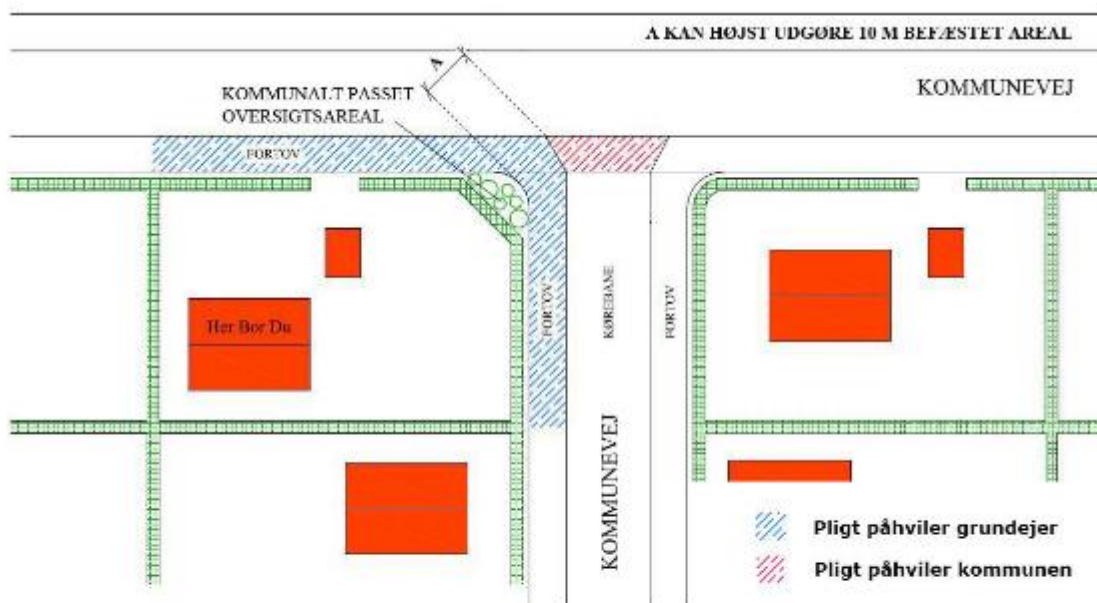 A KAN HØJST UDGØRE 10 M BEFÆSTET AREAL
A
KOMMUNEVEJ
KOMMUNALT PASSET
OVERSIGTSAREAL
FORTOV
FORTOV
KØREBANE
FORTOV
Her Bor Du
KOMMUNEVEJ
Pligt påhviler grundejer
Pligt påhviler kommunen